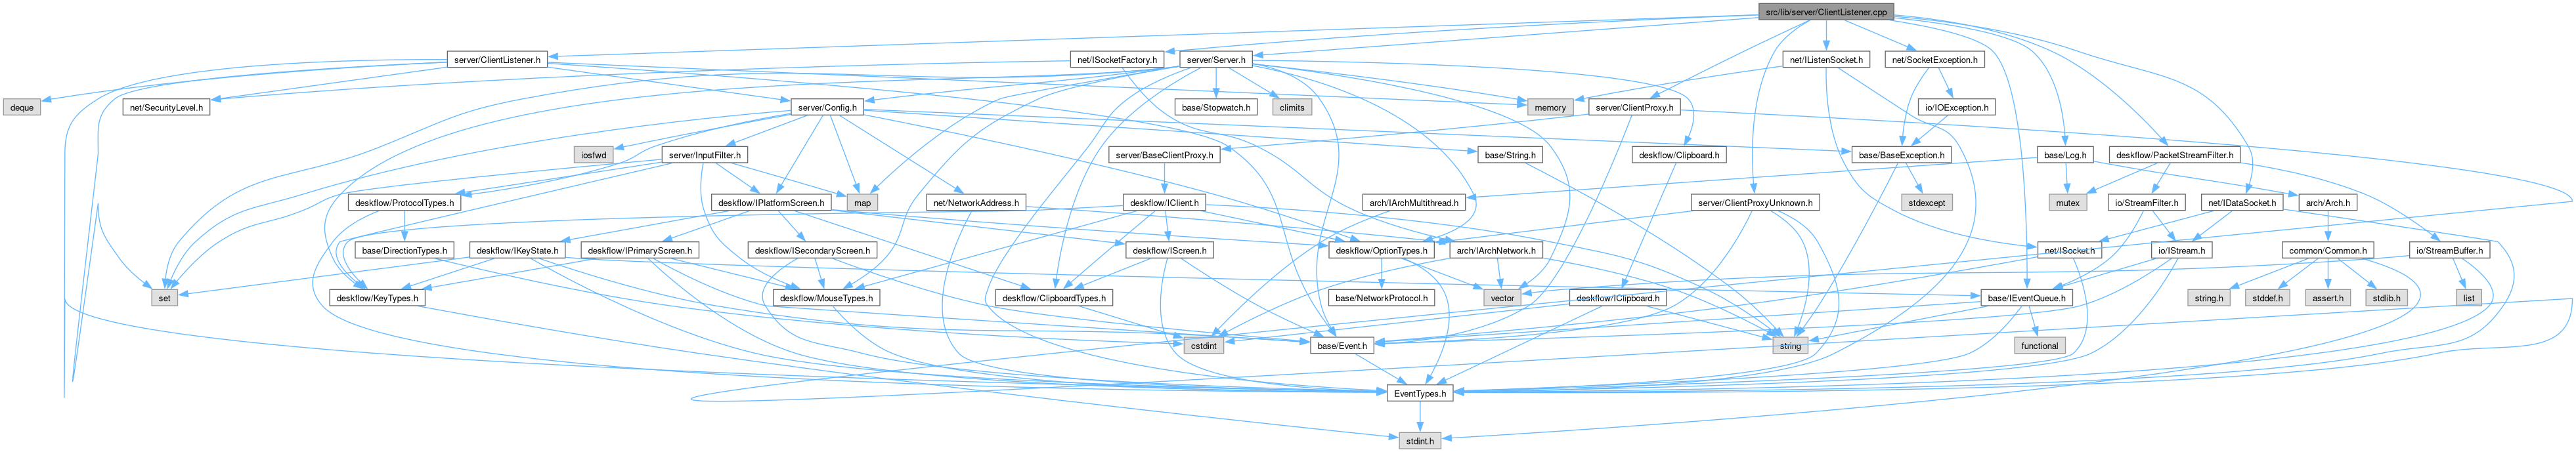 src/lib/server/ClientListener.cpp
server/ClientListener.h
net/ISocketFactory.h
server/Server.h
net/IListenSocket.h
net/SocketException.h
deque
net/SecurityLevel.h
server/Config.h
base/Stopwatch.h
climits
memory
server/ClientProxy.h
io/IOException.h
iosfwd
server/InputFilter.h
server/BaseClientProxy.h
base/String.h
deskflow/Clipboard.h
base/BaseException.h
base/Log.h
deskflow/PacketStreamFilter.h
deskflow/ProtocolTypes.h
deskflow/IPlatformScreen.h
map
net/NetworkAddress.h
deskflow/IClient.h
arch/IArchMultithread.h
server/ClientProxyUnknown.h
stdexcept
mutex
io/StreamFilter.h
net/IDataSocket.h
arch/Arch.h
base/DirectionTypes.h
deskflow/IKeyState.h
deskflow/IPrimaryScreen.h
deskflow/ISecondaryScreen.h
deskflow/IScreen.h
deskflow/OptionTypes.h
arch/IArchNetwork.h
net/ISocket.h
io/IStream.h
common/Common.h
io/StreamBuffer.h
set
deskflow/KeyTypes.h
deskflow/MouseTypes.h
deskflow/ClipboardTypes.h
base/NetworkProtocol.h
vector
deskflow/IClipboard.h
base/IEventQueue.h
string.h
stddef.h
assert.h
stdlib.h
list
cstdint
base/Event.h
string
functional
EventTypes.h
stdint.h